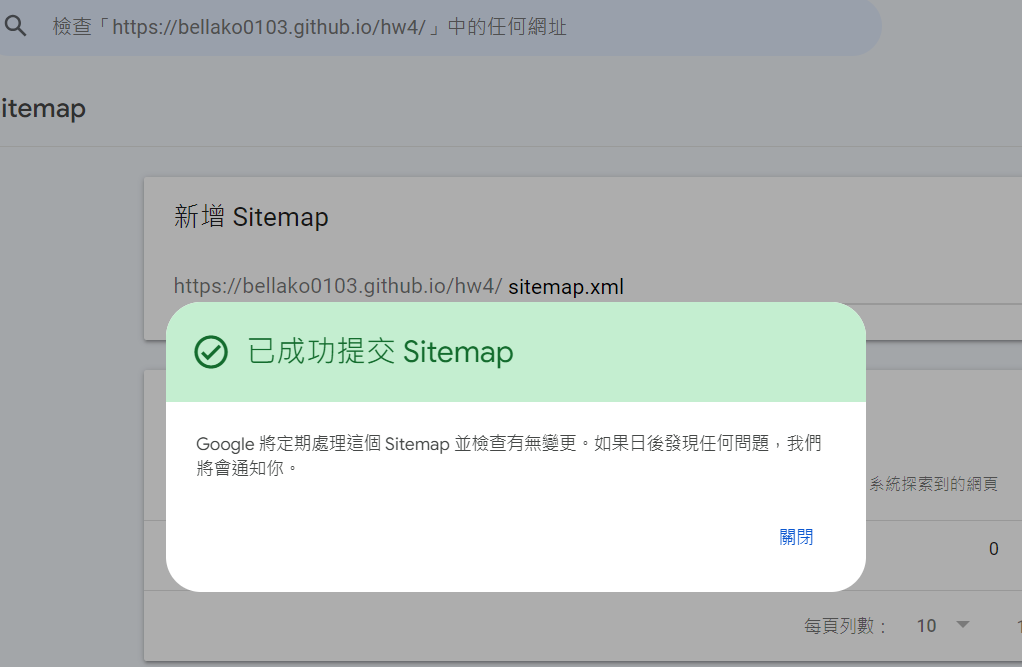 檢查「https://bellako0103.github.io/hw4/」中的任何網址
itemap
新增 Sitemap
https://bellako0103.github.io/hw4/ sitemap.xml
已成功提交 Sitemap
Google 將定期處理這個 Sitemap 並檢查有無變更。如果日後發現任何問題，我們
將會通知你。
系統探索到的網頁
關閉
0
每頁列數： 10 1